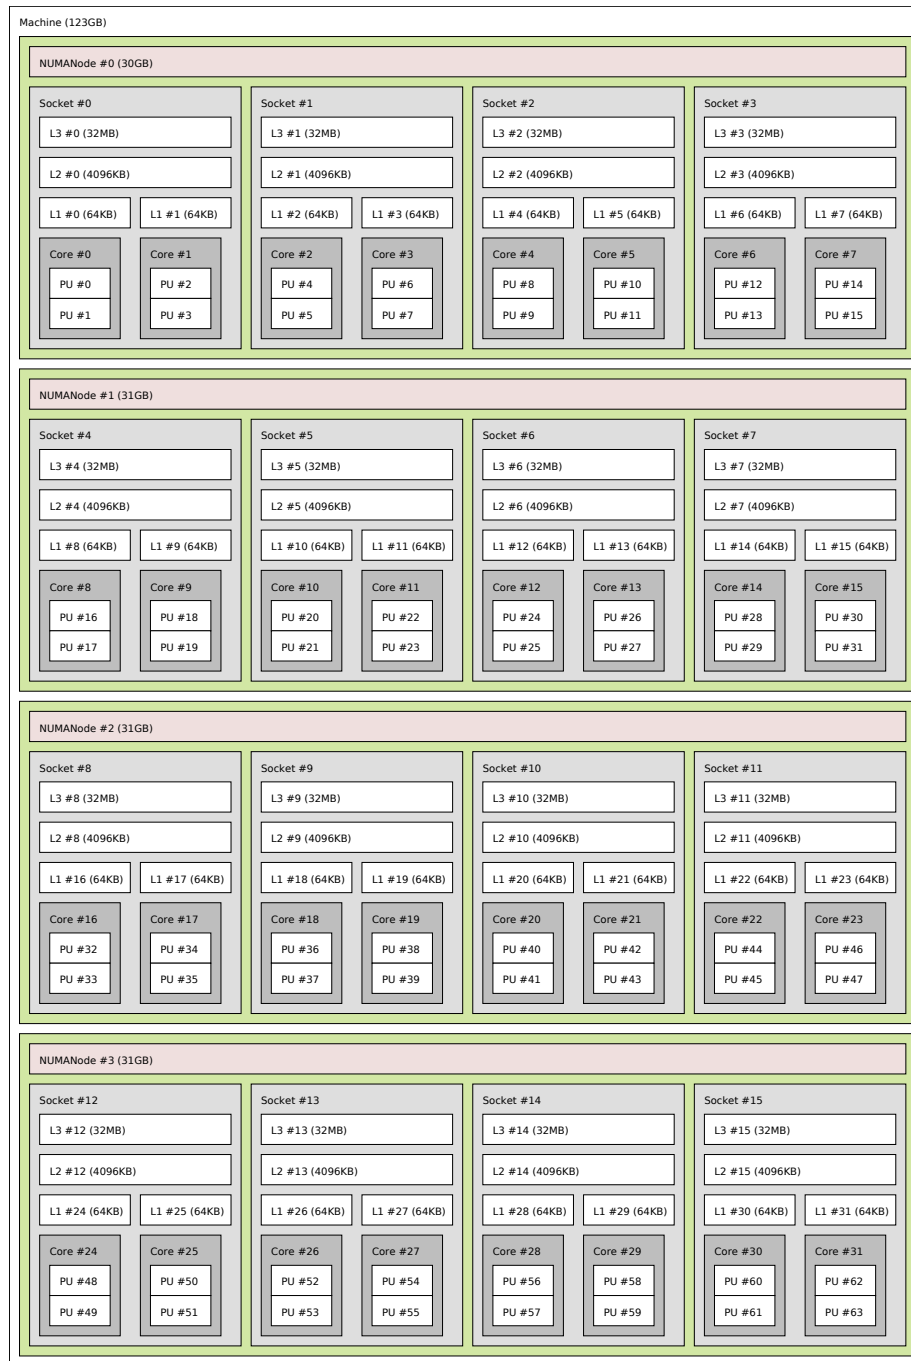 Machine (123GB)
NUMANode #0 (30GB)
Socket #0 Socket #1 Socket #2 Socket #3
L3 #0 (32MB) L3 #1 (32MB) L3 #2 (32MB) L3 #3 (32MB)
L2 #0 (4096KB) L2 #1 (4096KB) L2 #2 (4096KB) L2 #3 (4096KB)
L1 #0 (64KB) L1 #1 (64KB) L1 #2 (64KB) L1 #3 (64KB) L1 #4 (64KB) L1 #5 (64KB) L1 #6 (64KB) L1 #7 (64KB)
Core #0 Core #1 Core #2 Core #3 Core #4 Core #5 Core #6 Core #7
PU #0 PU #2 PU #4 PU #6 PU #8 PU #10 PU #12 PU #14
PU #1 PU #3 PU #5 PU #7 PU #9 PU #11 PU #13 PU #15
NUMANode #1 (31GB)
Socket #4 Socket #5 Socket #6 Socket #7
L3 #4 (32MB) L3 #5 (32MB) L3 #6 (32MB) L3 #7 (32MB)
L2 #4 (4096KB) L2 #5 (4096KB) L2 #6 (4096KB) L2 #7 (4096KB)
L1 #8 (64KB) L1 #9 (64KB) L1 #10 (64KB) L1 #11 (64KB) L1 #12 (64KB) L1 #13 (64KB) L1 #14 (64KB) L1 #15 (64KB)
Core #8 Core #9 Core #10 Core #11 Core #12 Core #13 Core #14 Core #15
PU #16 PU #18 PU #20 PU #22 PU #24 PU #26 PU #28 PU #30
PU #17 PU #19 PU #21 PU #23 PU #25 PU #27 PU #29 PU #31
NUMANode #2 (31GB)
Socket #8 Socket #9 Socket #10 Socket #11
L3 #8 (32MB) L3 #9 (32MB) L3 #10 (32MB) L3 #11 (32MB)
L2 #8 (4096KB) L2 #9 (4096KB) L2 #10 (4096KB) L2 #11 (4096KB)
L1 #16 (64KB) L1 #17 (64KB) L1 #18 (64KB) L1 #19 (64KB) L1 #20 (64KB) L1 #21 (64KB) L1 #22 (64KB) L1 #23 (64KB)
Core #16 Core #17 Core #18 Core #19 Core #20 Core #21 Core #22 Core #23
PU #32 PU #34 PU #36 PU #38 PU #40 PU #42 PU #44 PU #46
PU #33 PU #35 PU #37 PU #39 PU #41 PU #43 PU #45 PU #47
NUMANode #3 (31GB)
Socket #12 Socket #13 Socket #14 Socket #15
L3 #12 (32MB) L3 #13 (32MB) L3 #14 (32MB) L3 #15 (32MB)
L2 #12 (4096KB) L2 #13 (4096KB) L2 #14 (4096KB) L2 #15 (4096KB)
L1 #24 (64KB) L1 #25 (64KB) L1 #26 (64KB) L1 #27 (64KB) L1 #28 (64KB) L1 #29 (64KB) L1 #30 (64KB) L1 #31 (64KB)
Core #24 Core #25 Core #26 Core #27 Core #28 Core #29 Core #30 Core #31
PU #48 PU #50 PU #52 PU #54 PU #56 PU #58 PU #60 PU #62
PU #49 PU #51 PU #53 PU #55 PU #57 PU #59 PU #61 PU #63